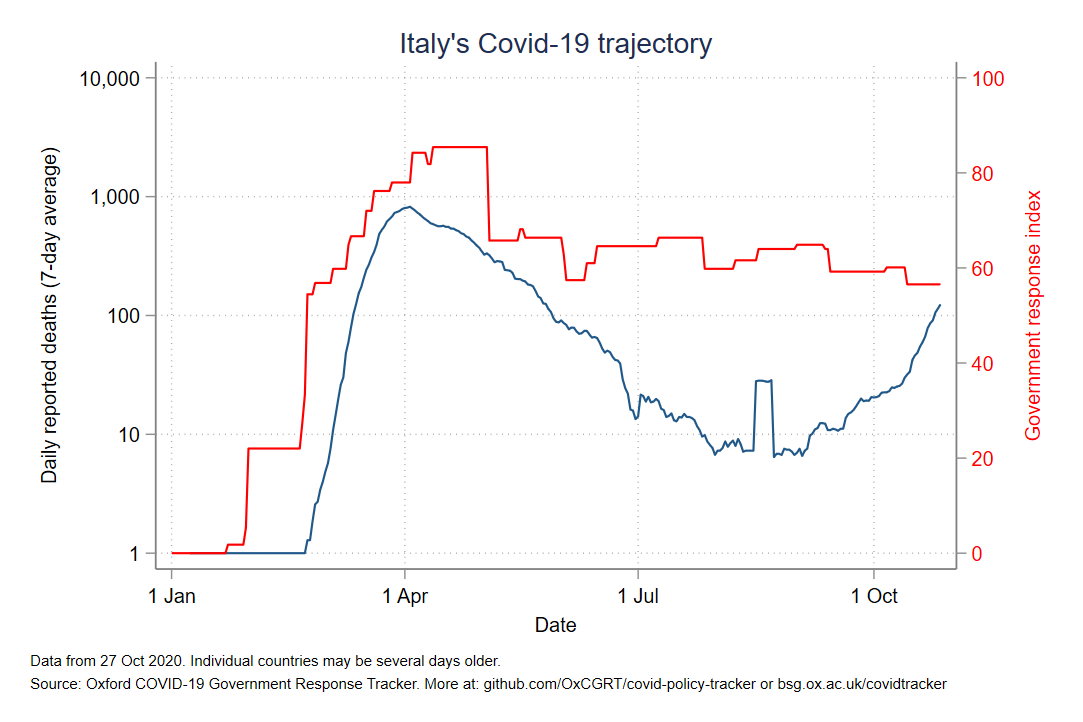 Italy's Covid-19 trajectory
10,000
1,000
100
10
1
Daily reported deaths (7-day average)
100
80
60
40
20
0
Government response index
1 Jan
1 Apr
1 Jul
1 Oct
Date
Data from 27 Oct 2020. Individual countries may be several days older.
Source: Oxford COVID-19 Government Response Tracker. More at: github.com/OxCGRT/covid-policy-tracker or bsg.ox.ac.uk/covidtracker